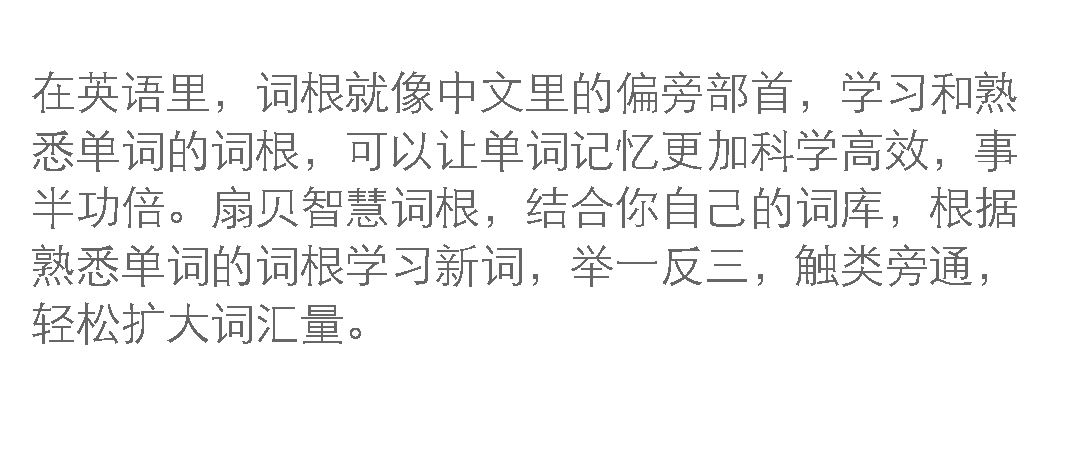 在英语里，词根就像中文里的偏旁部首，学习和熟
悉单词的词根，可以让单词记忆更加科学高效，事
半功倍。扇贝智慧词根，结合你自己的词库，根据
熟悉单词的词根学习新词，举一反三，触类旁通，
轻松扩大词汇量。